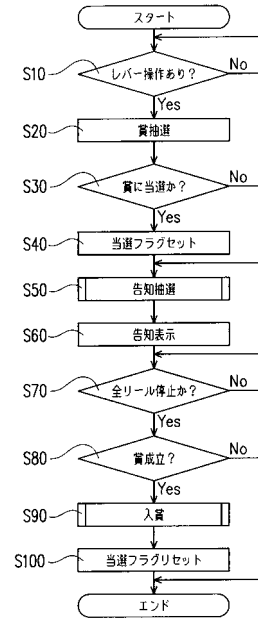 スタート
S10 レバー操作あり? No
Yes
S20 賞抽選
S30 賞に当選か? No
Yes
S40 当選フラグセット
S50 告知抽選
S60 告知表示
S70 全リール停止か? No
Yes
S80 賞成立? No
Yes
S90 入賞
S100 当選フラグリセット
エンド